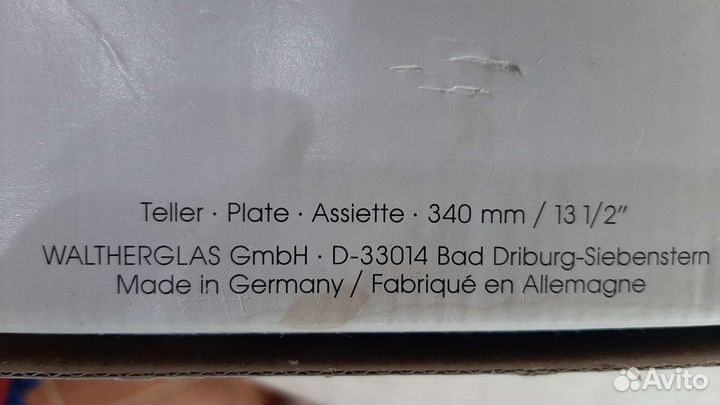 Teller · Plate · Assiette · 340 mm / 13 1/2"
WALTHERGLAS GmbH · D-33014 Bad Driburg-Siebenstern
Made in Germany / Fabriqué en Allemagne
Avito